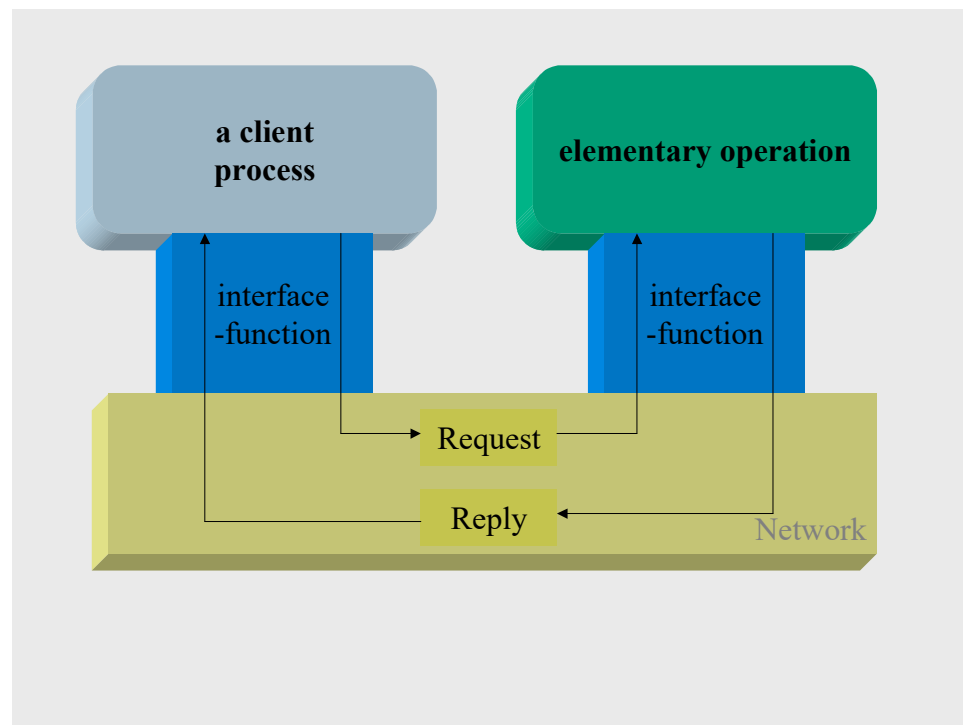 a client
process
elementary operation
interface
-function
interface
-function
Request
Reply
Network